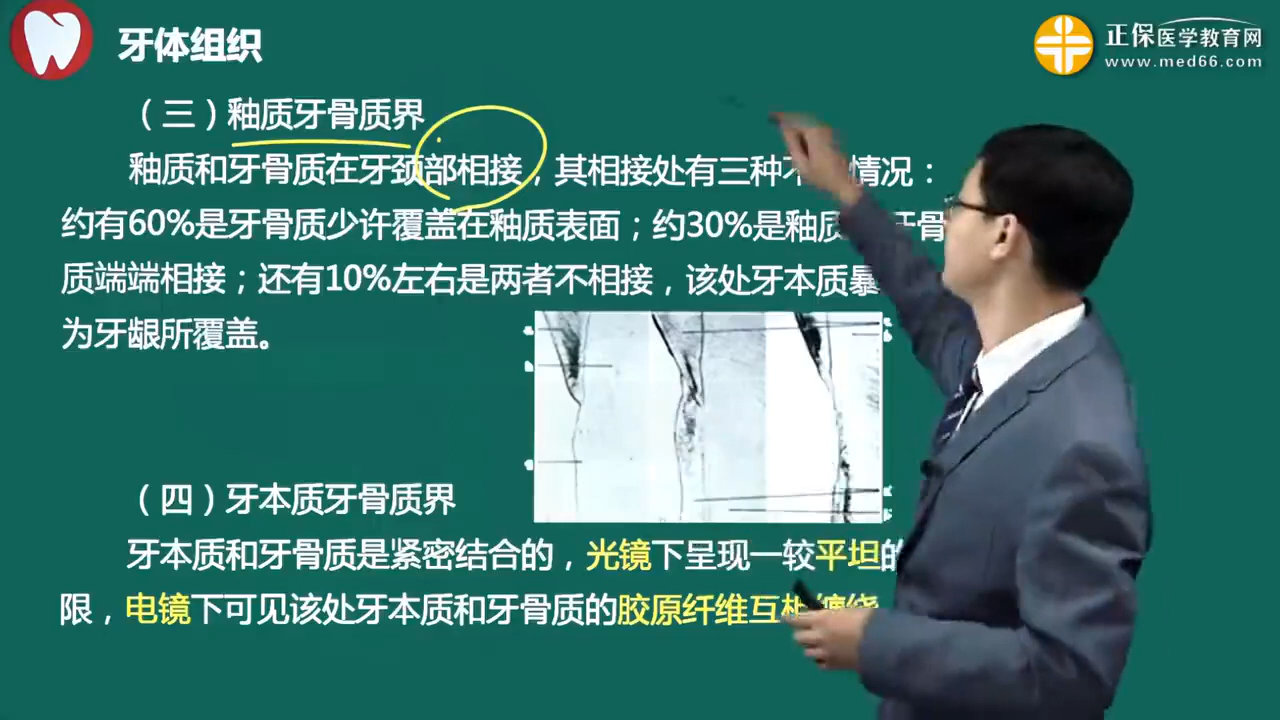 牙体组织
正保医学教育网
www.med66.com
（三）釉质牙骨质界
釉质和牙骨质在牙颈部相接，其相接处有三种不 情况：
约有60%是牙骨质少许覆盖在釉质表面；约30%是釉质 牙骨
质端端相接；还有10%左右是两者不相接，该处牙本质暴
为牙龈所覆盖。
（四）牙本质牙骨质界
牙本质和牙骨质是紧密结合的，光镜下呈现一较平坦的
限，电镜下可见该处牙本质和牙骨质的胶原纤维互相缠绕